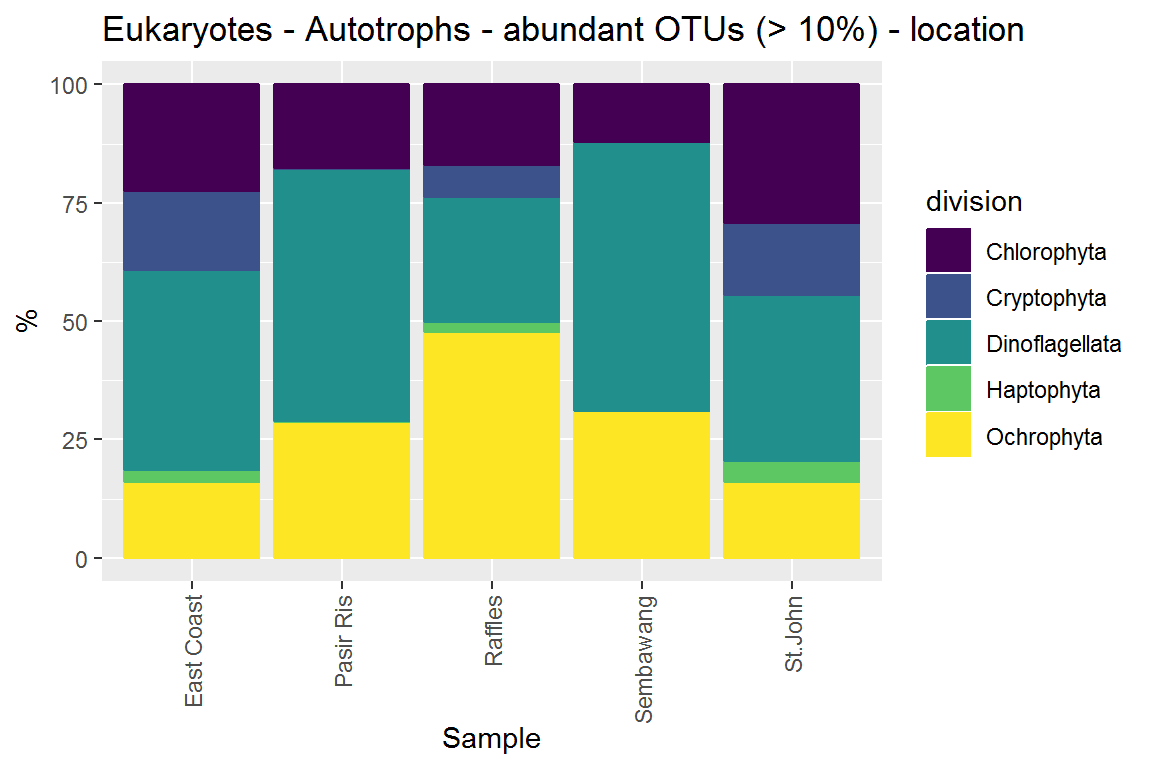 Eukaryotes - Autotrophs - abundant OTUs (> 10%) - location
100
75
50
25
0
%
East Coast
Pasir Ris
Raffles
Sembawang
St.John
Sample
division
Chlorophyta
Cryptophyta
Dinoflagellata
Haptophyta
Ochrophyta